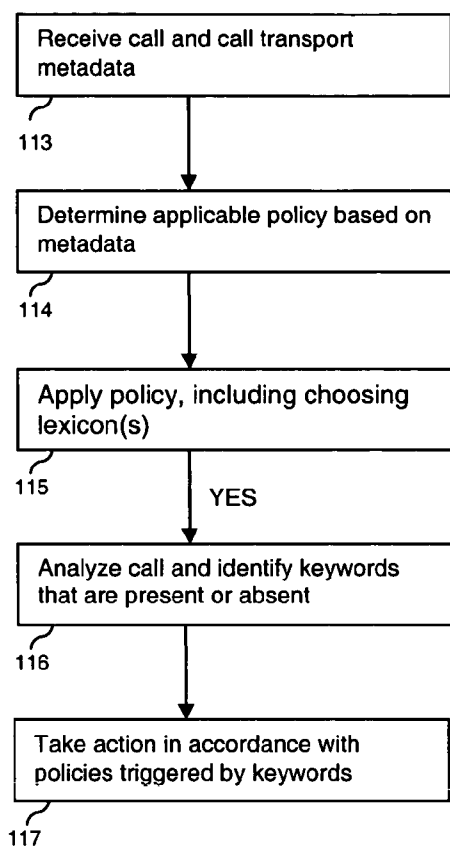 Receive call and call transport
metadata
113
Determine applicable policy based on
metadata
114
Apply policy, including choosing
lexicon(s)
115
YES
Analyze call and identify keywords
that are present or absent
116
Take action in accordance with
policies triggered by keywords
117